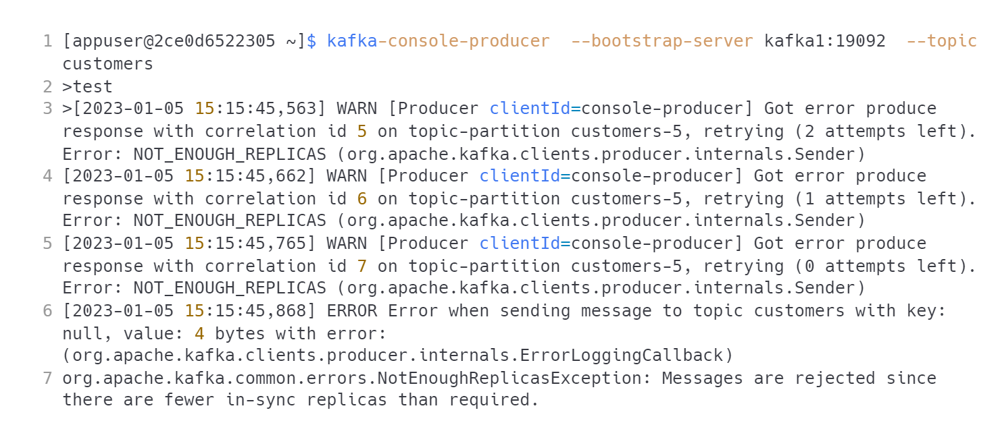 1 [appuser@2ce0d6522305 ~]$ kafka-console-producer  --bootstrap-server kafka1:19092  --topic
customers
2 >test
3 >[2023-01-05 15:15:45,563] WARN [Producer clientId=console-producer] Got error produce
response with correlation id 5 on topic-partition customers-5, retrying (2 attempts left).
Error: NOT_ENOUGH_REPLICAS (org.apache.kafka.clients.producer.internals.Sender)
4 [2023-01-05 15:15:45,662] WARN [Producer clientId=console-producer] Got error produce
response with correlation id 6 on topic-partition customers-5, retrying (1 attempts left).
Error: NOT_ENOUGH_REPLICAS (org.apache.kafka.clients.producer.internals.Sender)
5 [2023-01-05 15:15:45,765] WARN [Producer clientId=console-producer] Got error produce
response with correlation id 7 on topic-partition customers-5, retrying (0 attempts left).
Error: NOT_ENOUGH_REPLICAS (org.apache.kafka.clients.producer.internals.Sender)
6 [2023-01-05 15:15:45,868] ERROR Error when sending message to topic customers with key:
null, value: 4 bytes with error:
(org.apache.kafka.clients.producer.internals.ErrorLoggingCallback)
7 org.apache.kafka.common.errors.NotEnoughReplicasException: Messages are rejected since
there are fewer in-sync replicas than required.